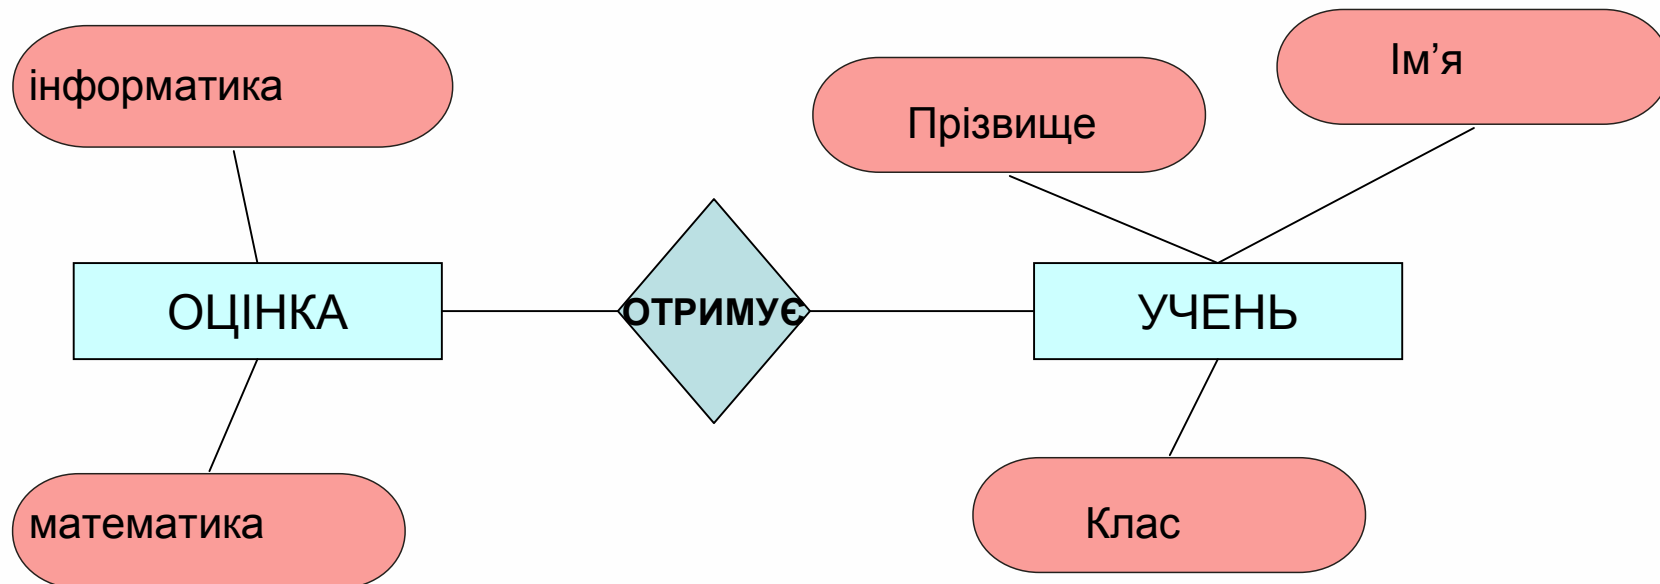 Ім’я
інформатика
Прізвище
ОЦІНКА
ОТРИМУЄ
УЧЕНЬ
математика
Клас